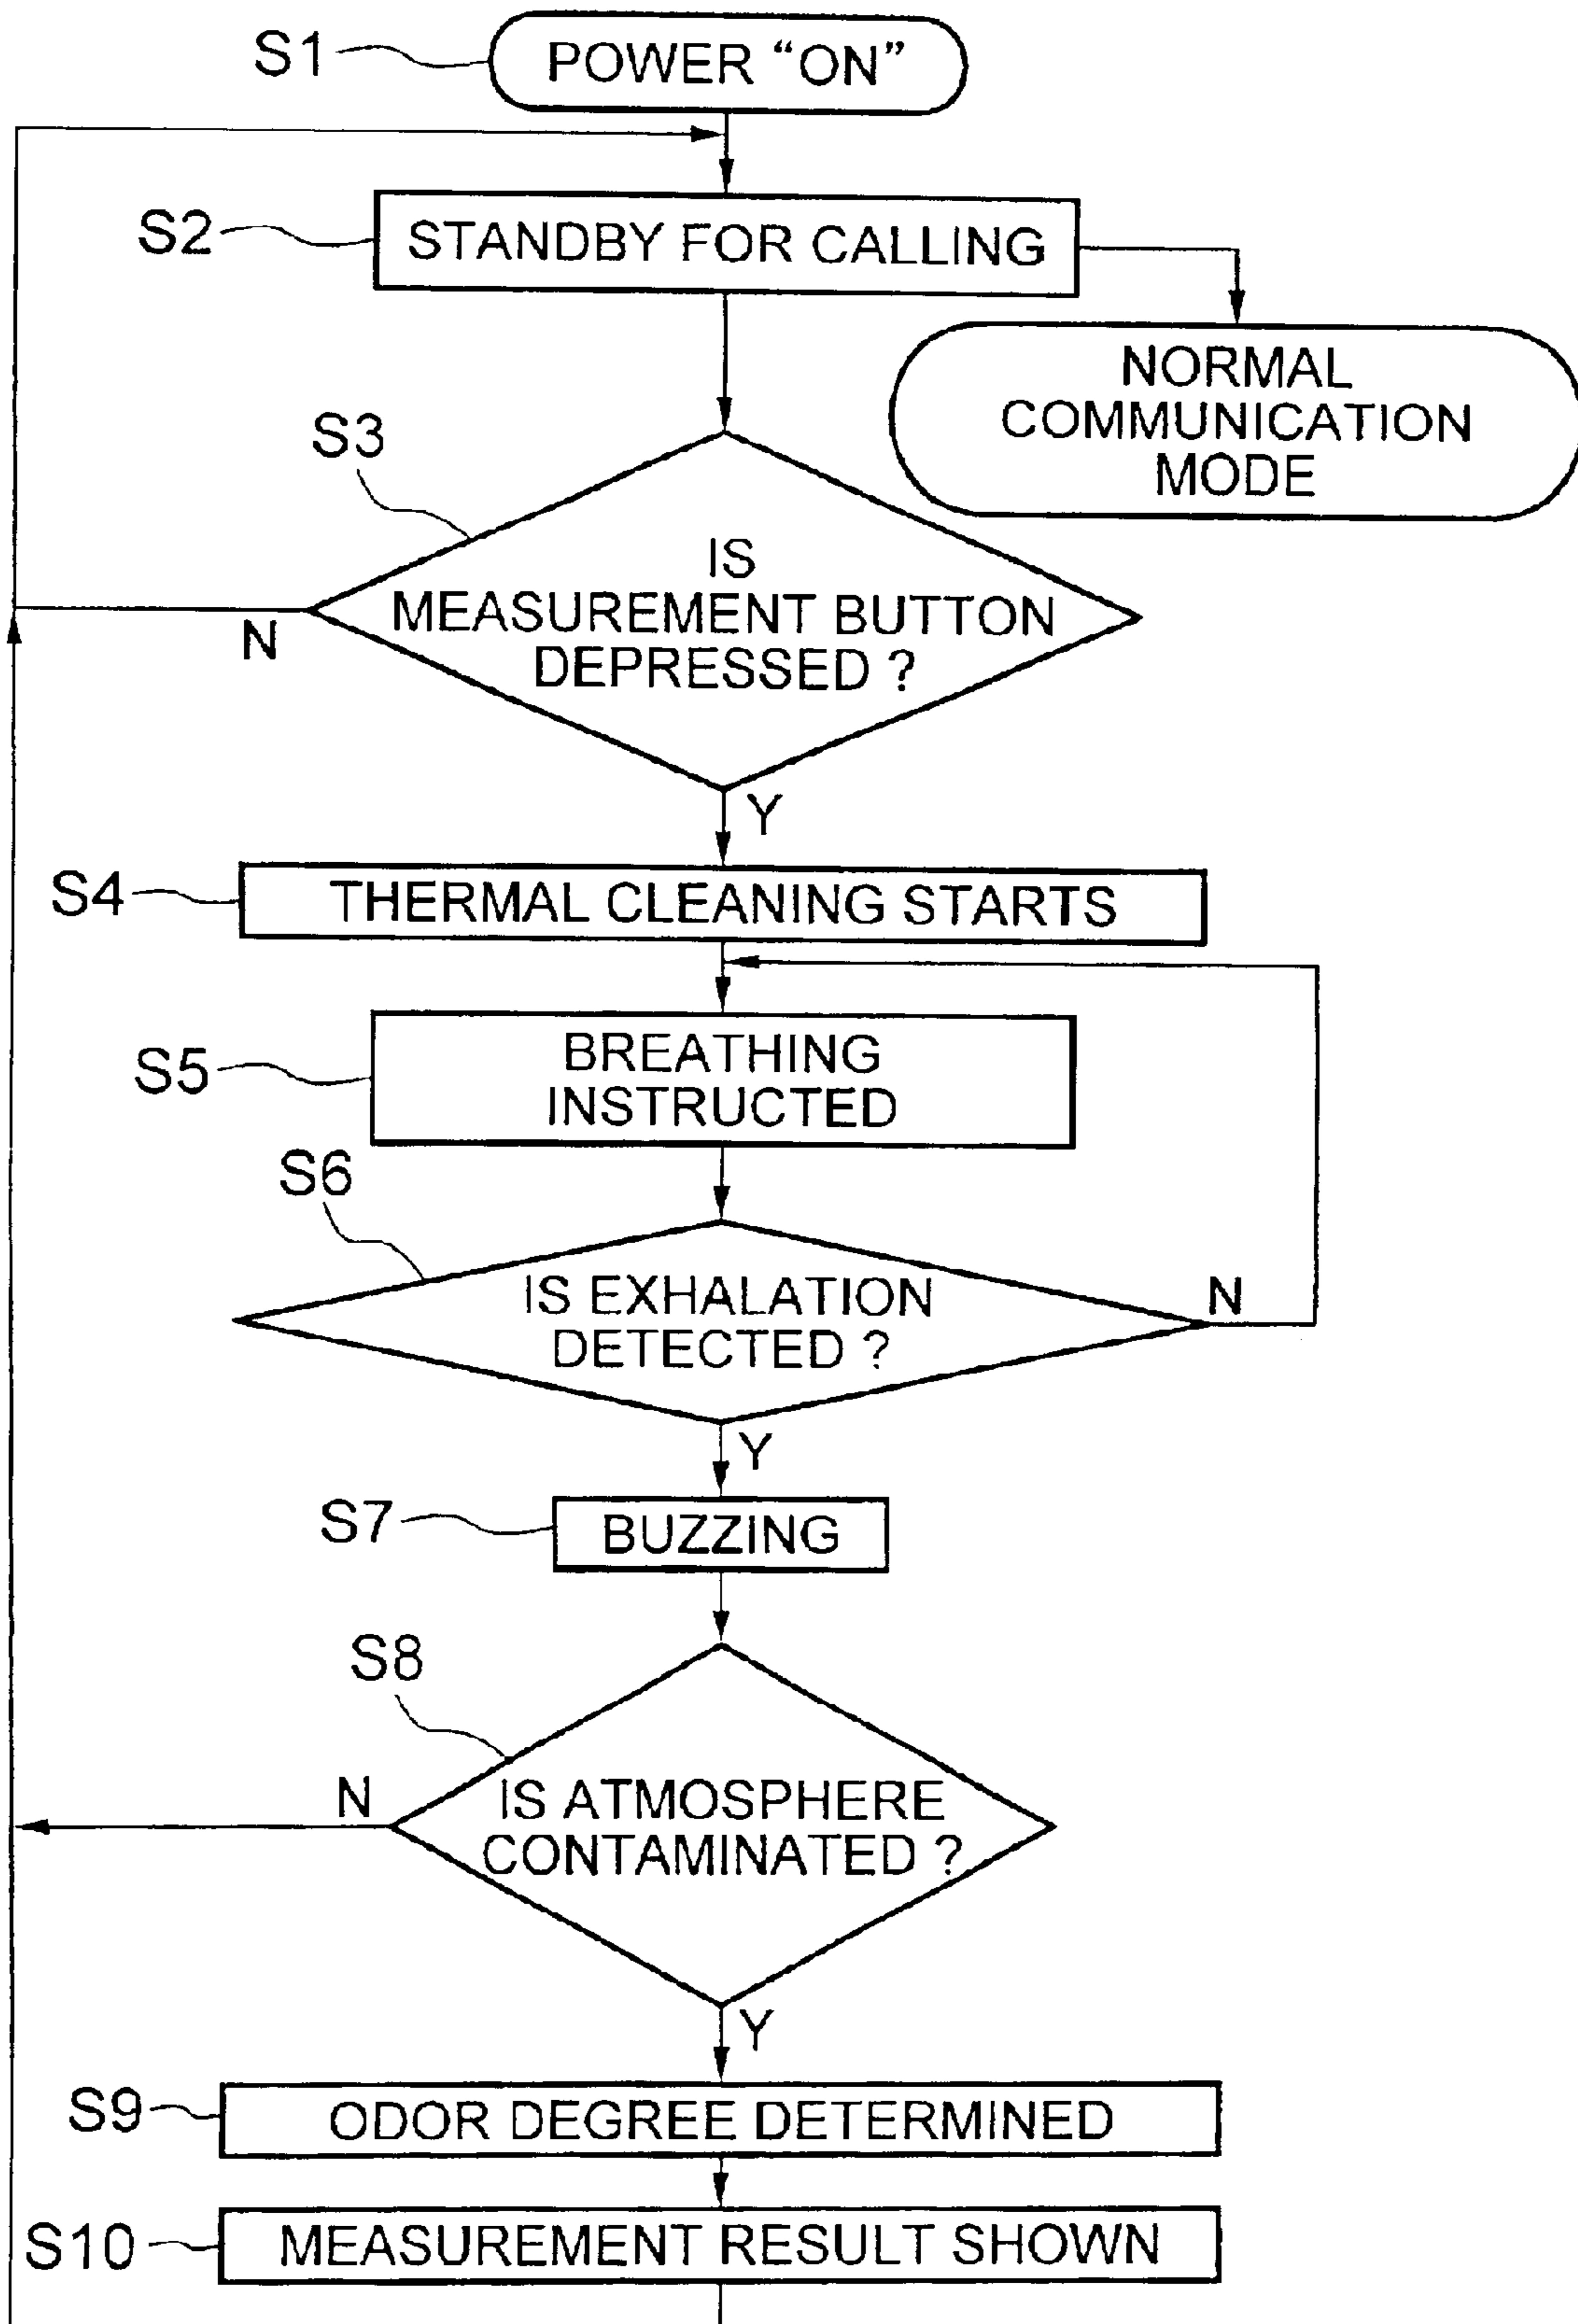 S1
POWER “ON”
S2
STANDBY FOR CALLING
NORMAL
COMMUNICATION
MODE
S3
IS
MEASUREMENT BUTTON
DEPRESSED ?
N
Y
S4
THERMAL CLEANING STARTS
S5
BREATHING
INSTRUCTED
S6
IS EXHALATION
DETECTED ?
N
Y
S7
BUZZING
S8
IS ATMOSPHERE
CONTAMINATED ?
N
Y
S9
ODOR DEGREE DETERMINED
S10
MEASUREMENT RESULT SHOWN